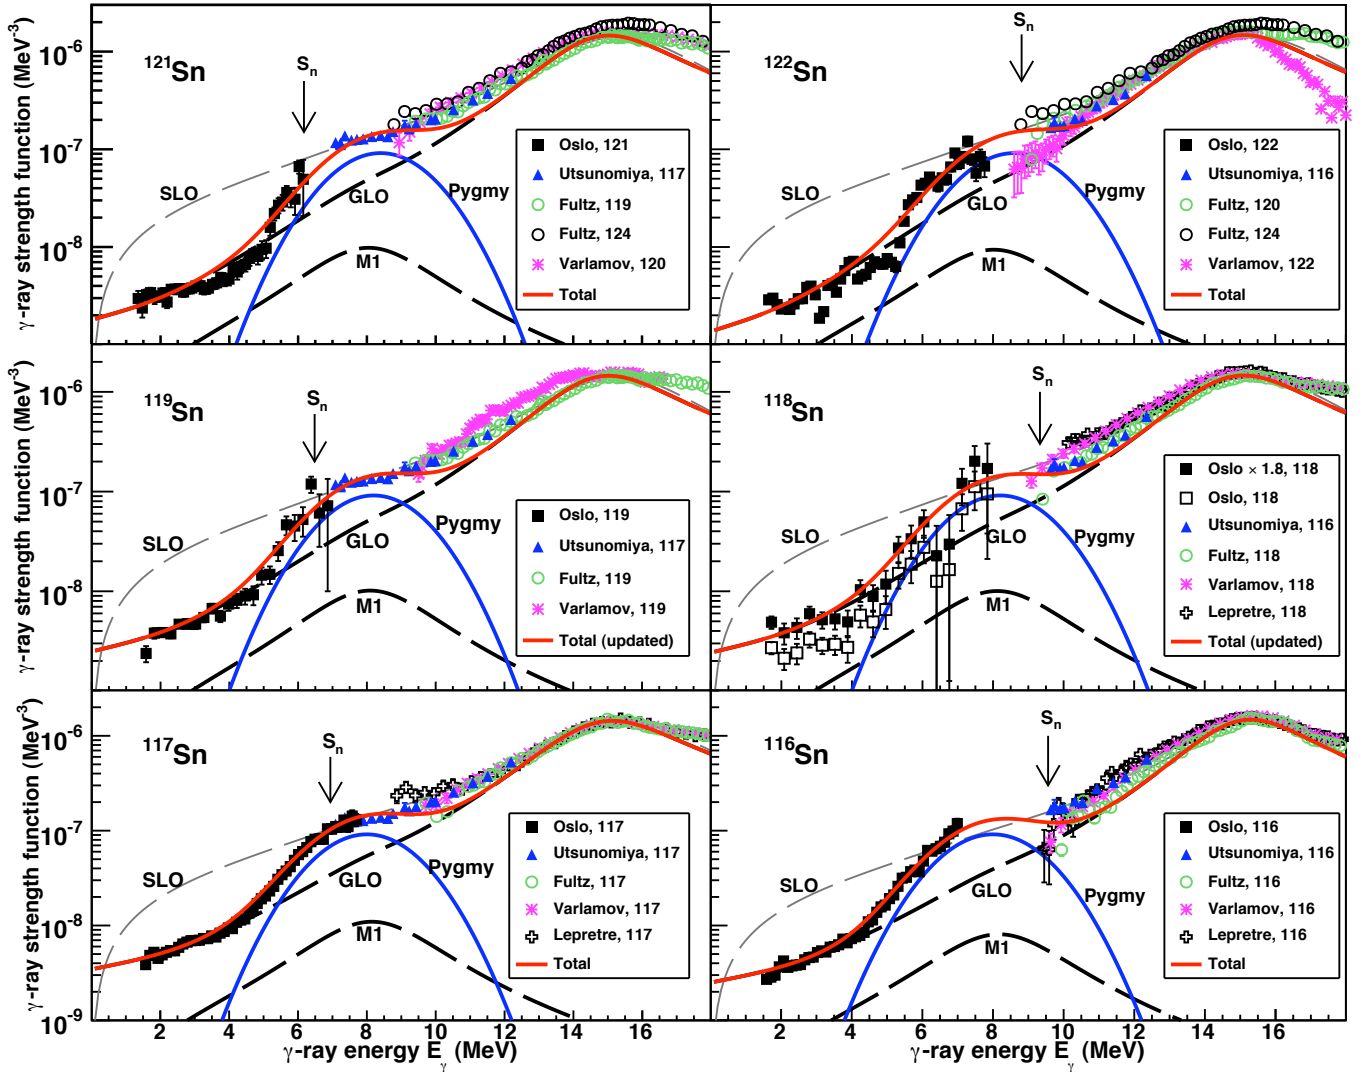 γ-ray strength function (MeV⁻³)
10⁻⁶
10⁻⁷
10⁻⁸
¹²¹Sn
Sₙ
SLO
GLO
Pygmy
M1
Oslo, 121
Utsunomiya, 117
Fultz, 119
Fultz, 124
Varlamov, 120
Total
¹²²Sn
Sₙ
SLO
GLO
Pygmy
M1
Oslo, 122
Utsunomiya, 116
Fultz, 120
Fultz, 124
Varlamov, 122
Total
γ-ray strength function (MeV⁻³)
10⁻⁶
10⁻⁷
10⁻⁸
¹¹⁹Sn
Sₙ
SLO
GLO
Pygmy
M1
Oslo, 119
Utsunomiya, 117
Fultz, 119
Varlamov, 119
Total (updated)
¹¹⁸Sn
Sₙ
SLO
GLO
Pygmy
M1
Oslo × 1.8, 118
Oslo, 118
Utsunomiya, 116
Fultz, 118
Varlamov, 118
Lepretre, 118
Total (updated)
γ-ray strength function (MeV⁻³)
10⁻⁶
10⁻⁷
10⁻⁸
10⁻⁹
¹¹⁷Sn
Sₙ
SLO
GLO
Pygmy
M1
Oslo, 117
Utsunomiya, 117
Fultz, 117
Varlamov, 117
Lepretre, 117
Total
0 2 4 6 8 10 12 14 16
γ-ray energy E_γ (MeV)
¹¹⁶Sn
Sₙ
SLO
GLO
Pygmy
M1
Oslo, 116
Utsunomiya, 116
Fultz, 116
Varlamov, 116
Lepretre, 116
Total
0 2 4 6 8 10 12 14 16 18
γ-ray energy E_γ (MeV)